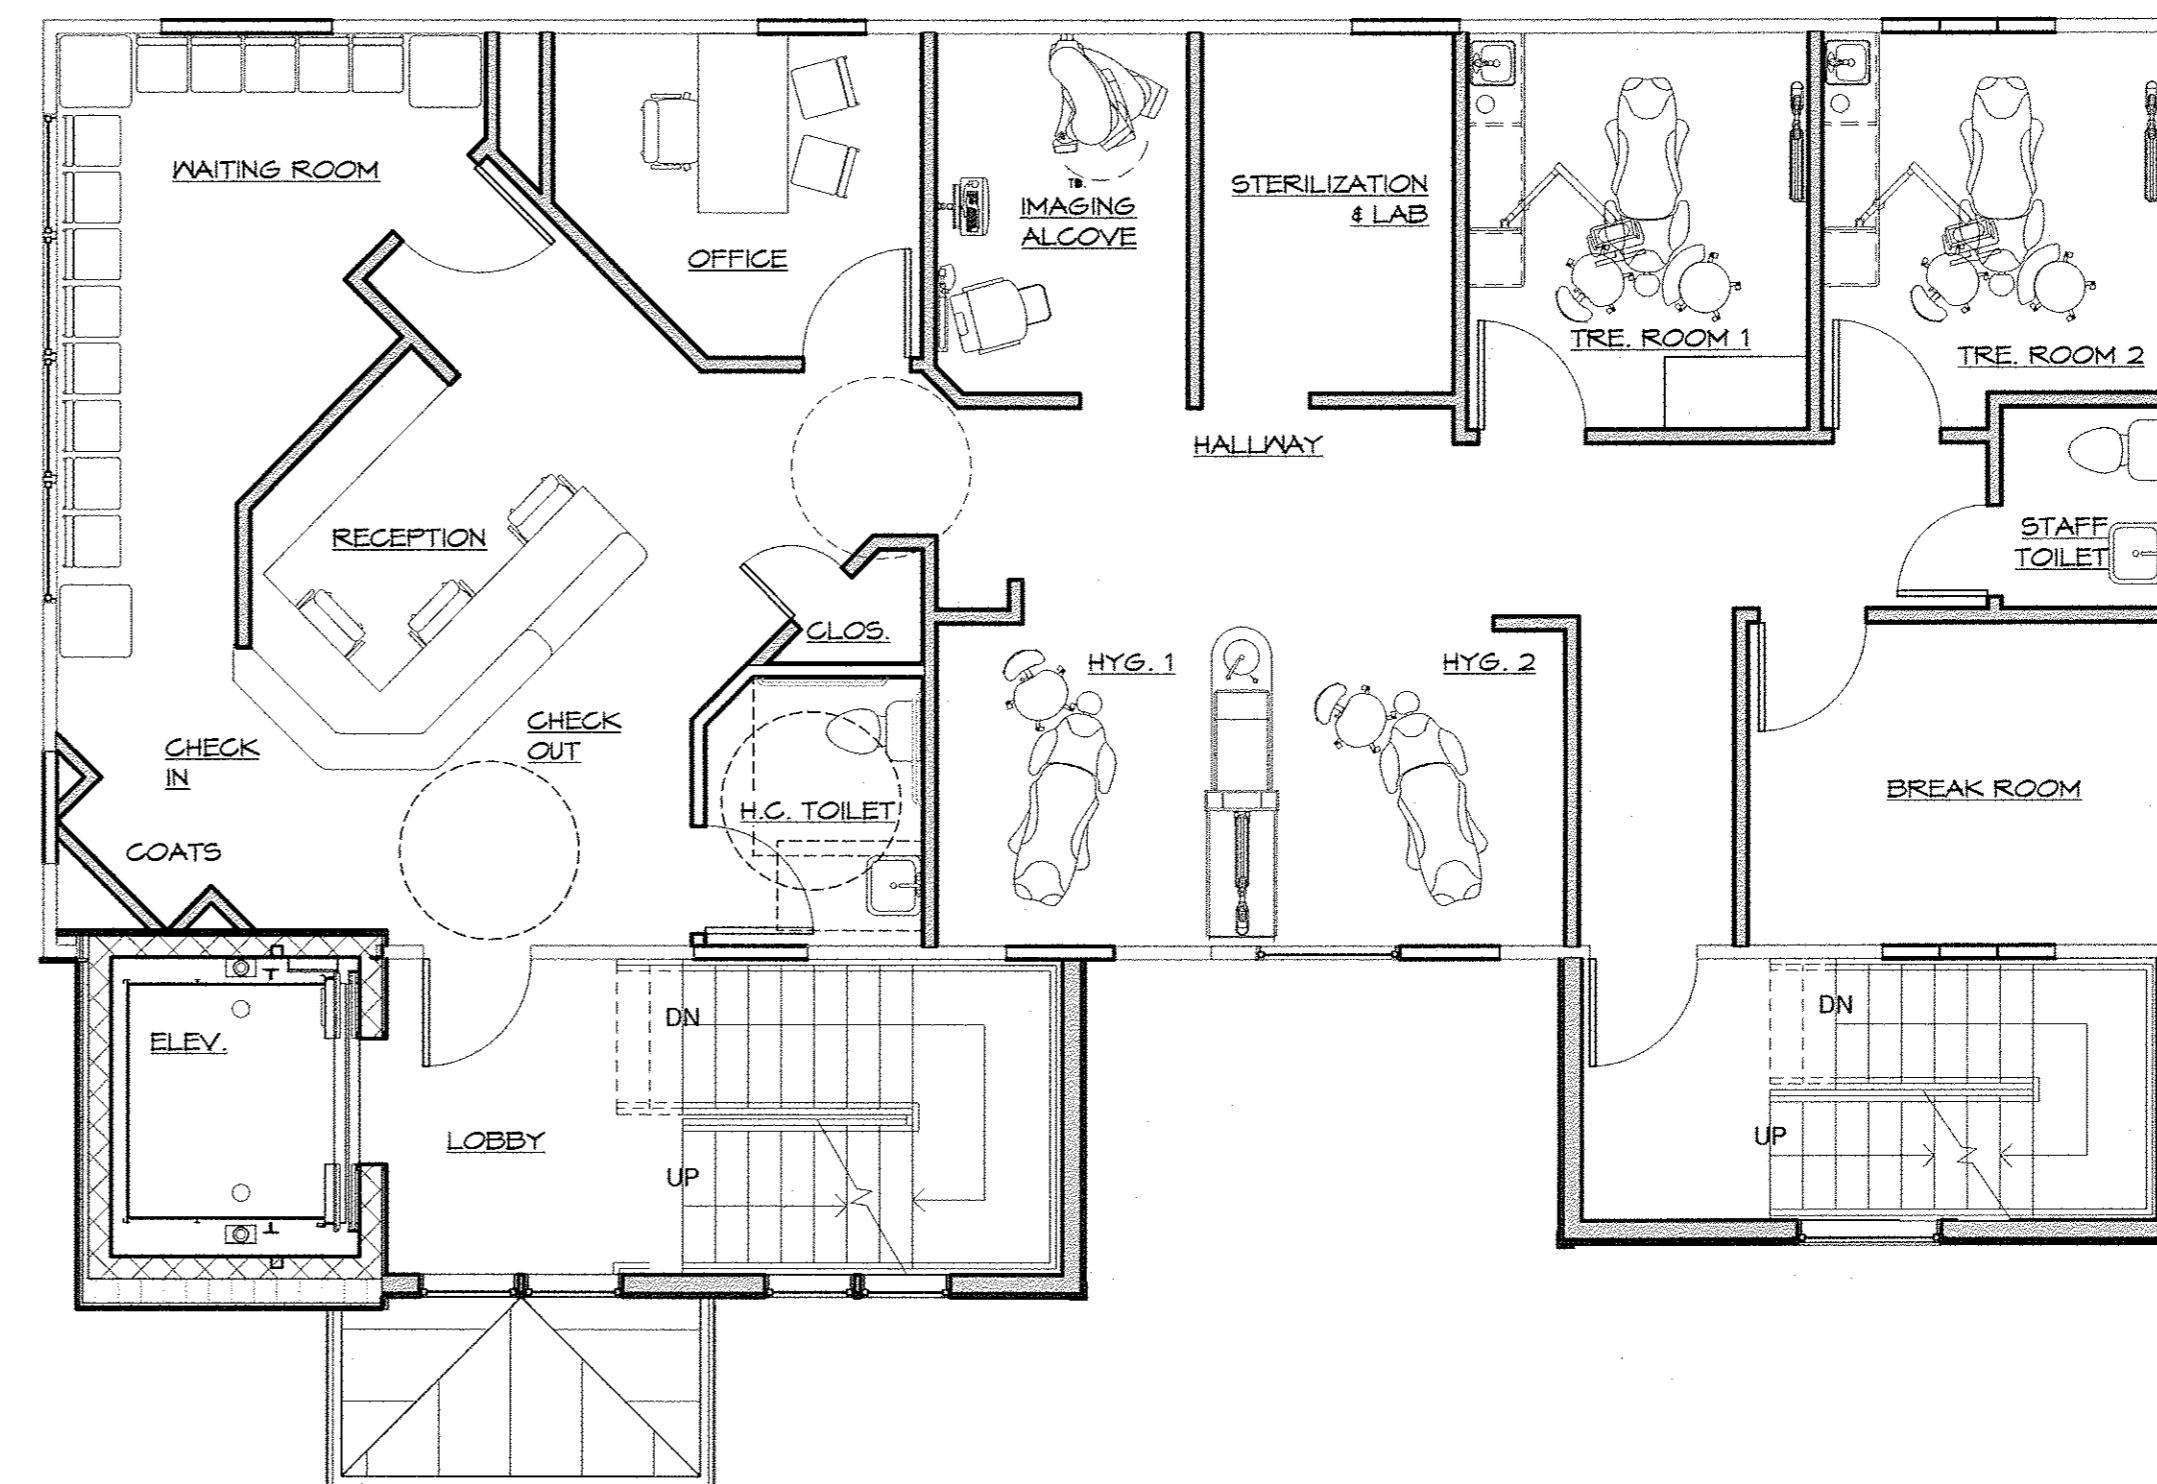 WAITING ROOM
OFFICE
IMAGING
ALCOVE
STERILIZATION
& LAB
TRE. ROOM 1
TRE. ROOM 2
HALLWAY
RECEPTION
STAFF
TOILET
CLOS.
HYG. 1
HYG. 2
CHECK
IN
CHECK
OUT
H.C. TOILET
BREAK ROOM
COATS
ELEV.
LOBBY
DN
UP
DN
UP